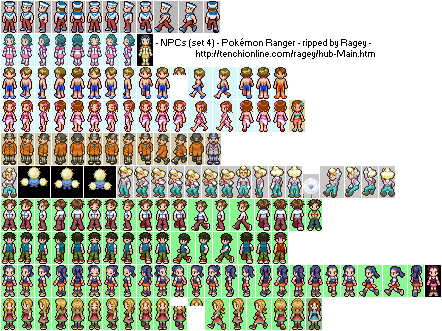 - NPCs (set 4) - Pokémon Ranger - ripped by Ragey -
http://tenchionline.com/ragey/hub-Main.htm